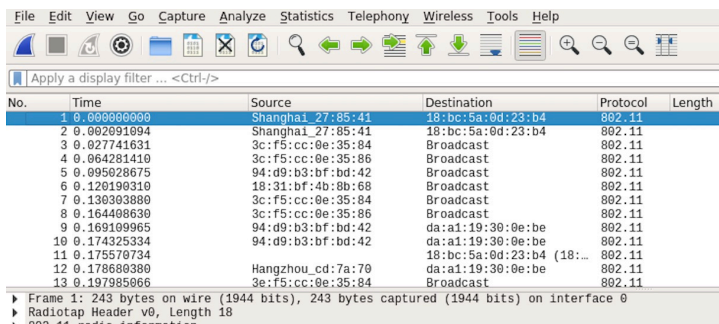 File Edit View Go Capture Analyze Statistics Telephony Wireless Tools Help
Apply a display filter ... <Ctrl-/>
No. Time Source Destination Protocol Length
1 0.000000000 Shanghai_27:85:41 18:bc:5a:0d:23:b4 802.11
2 0.002091094 Shanghai_27:85:41 18:bc:5a:0d:23:b4 802.11
3 0.027741631 3c:f5:cc:0e:35:84 Broadcast 802.11
4 0.064281410 3c:f5:cc:0e:35:86 Broadcast 802.11
5 0.095028675 94:d9:b3:bf:bd:42 Broadcast 802.11
6 0.120190310 18:31:bf:4b:8b:68 Broadcast 802.11
7 0.130303880 3c:f5:cc:0e:35:84 Broadcast 802.11
8 0.164408630 3c:f5:cc:0e:35:86 Broadcast 802.11
9 0.169109965 94:d9:b3:bf:bd:42 da:a1:19:30:0e:be 802.11
10 0.174325334 94:d9:b3:bf:bd:42 da:a1:19:30:0e:be 802.11
11 0.175570734 18:bc:5a:0d:23:b4 (18:… 802.11
12 0.178680380 Hangzhou_cd:7a:70 da:a1:19:30:0e:be 802.11
13 0.197985066 3e:f5:cc:0e:35:84 Broadcast 802.11
Frame 1: 243 bytes on wire (1944 bits), 243 bytes captured (1944 bits) on interface 0
Radiotap Header v0, Length 18
802.11 radio information